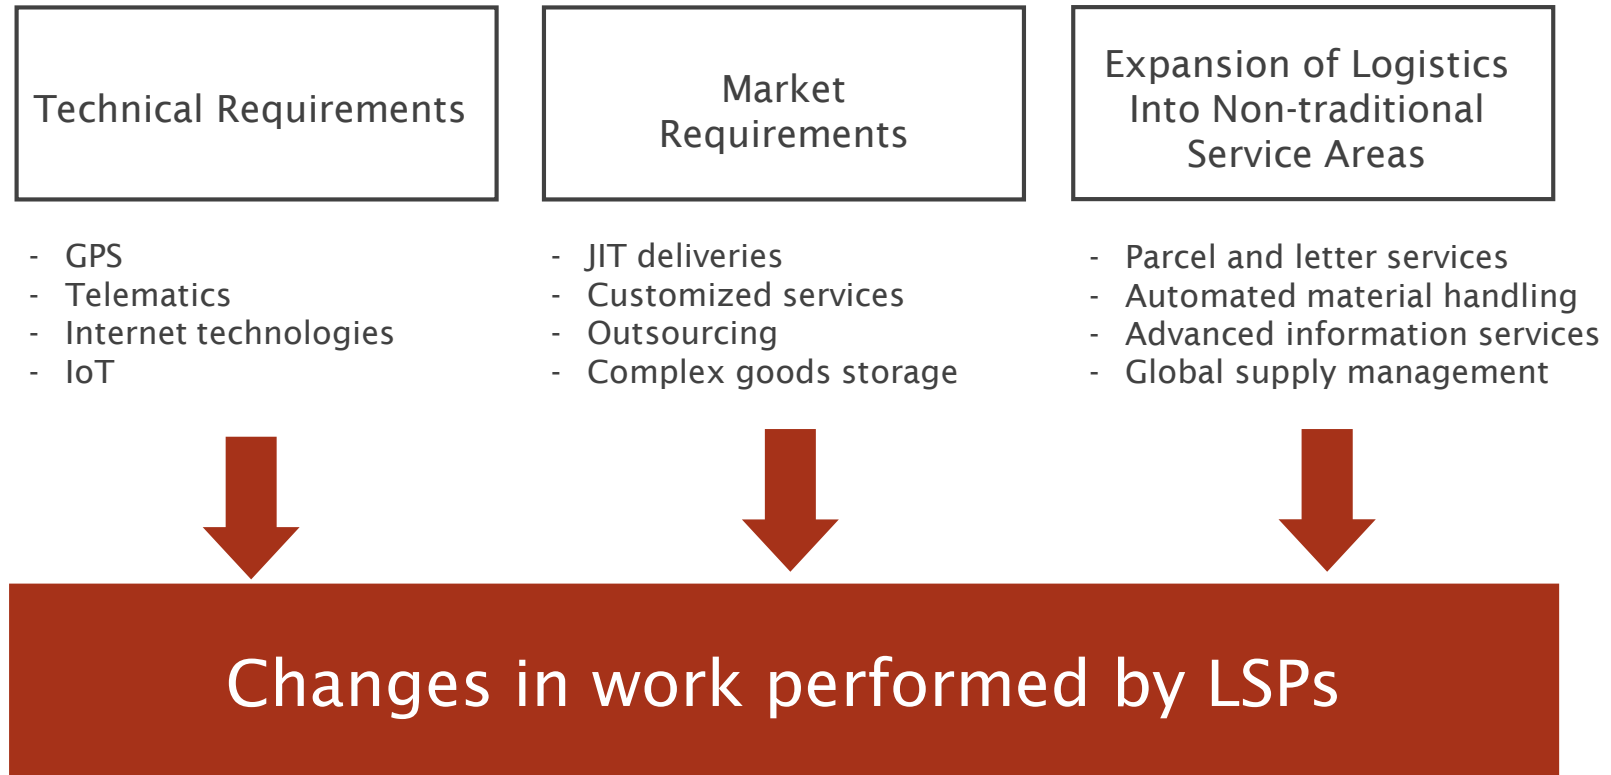 Technical Requirements
Market
Requirements
Expansion of Logistics
Into Non-traditional
Service Areas
- GPS
- Telematics
- Internet technologies
- IoT
- JIT deliveries
- Customized services
- Outsourcing
- Complex goods storage
- Parcel and letter services
- Automated material handling
- Advanced information services
- Global supply management
Changes in work performed by LSPs